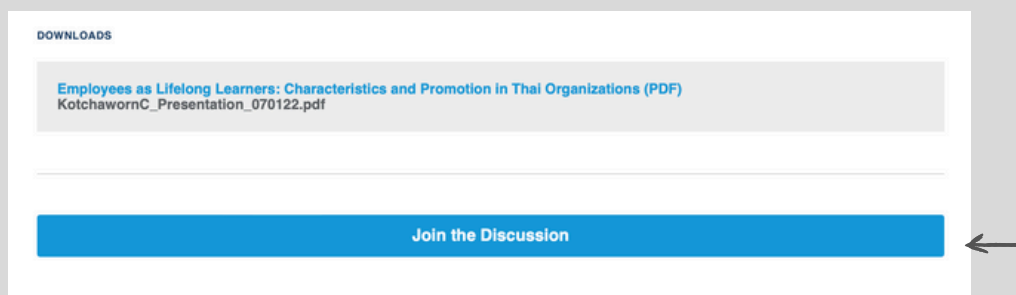 DOWNLOADS
Employees as Lifelong Learners: Characteristics and Promotion in Thai Organizations (PDF)
KotchawornC_Presentation_070122.pdf
Join the Discussion